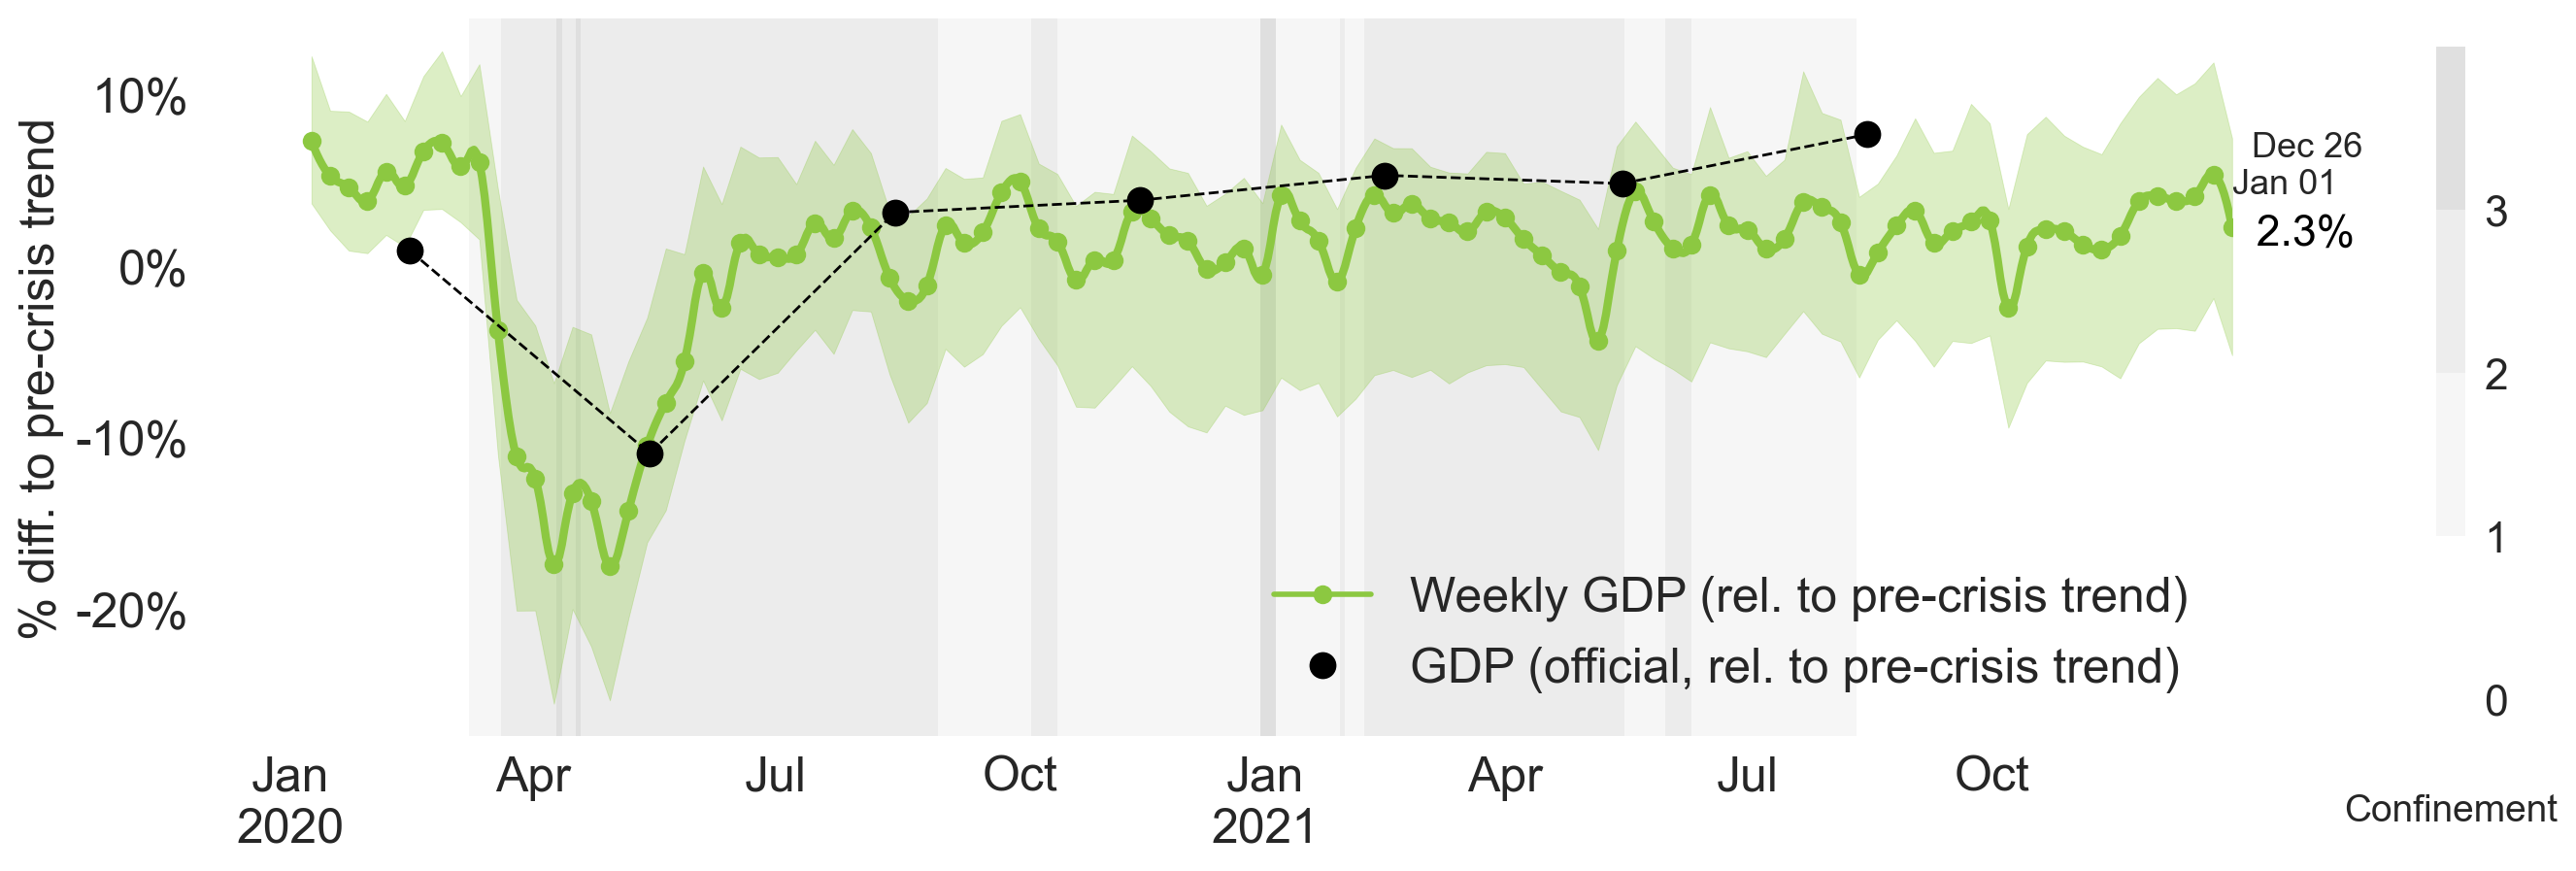 % diff. to pre-crisis trend
10%
0%
-10%
-20%
Dec 26
Jan 01
2.3%
Weekly GDP (rel. to pre-crisis trend)
GDP (official, rel. to pre-crisis trend)
3
2
1
0
Confinement
Jan Apr Jul Oct Jan Apr Jul Oct
2020 2021